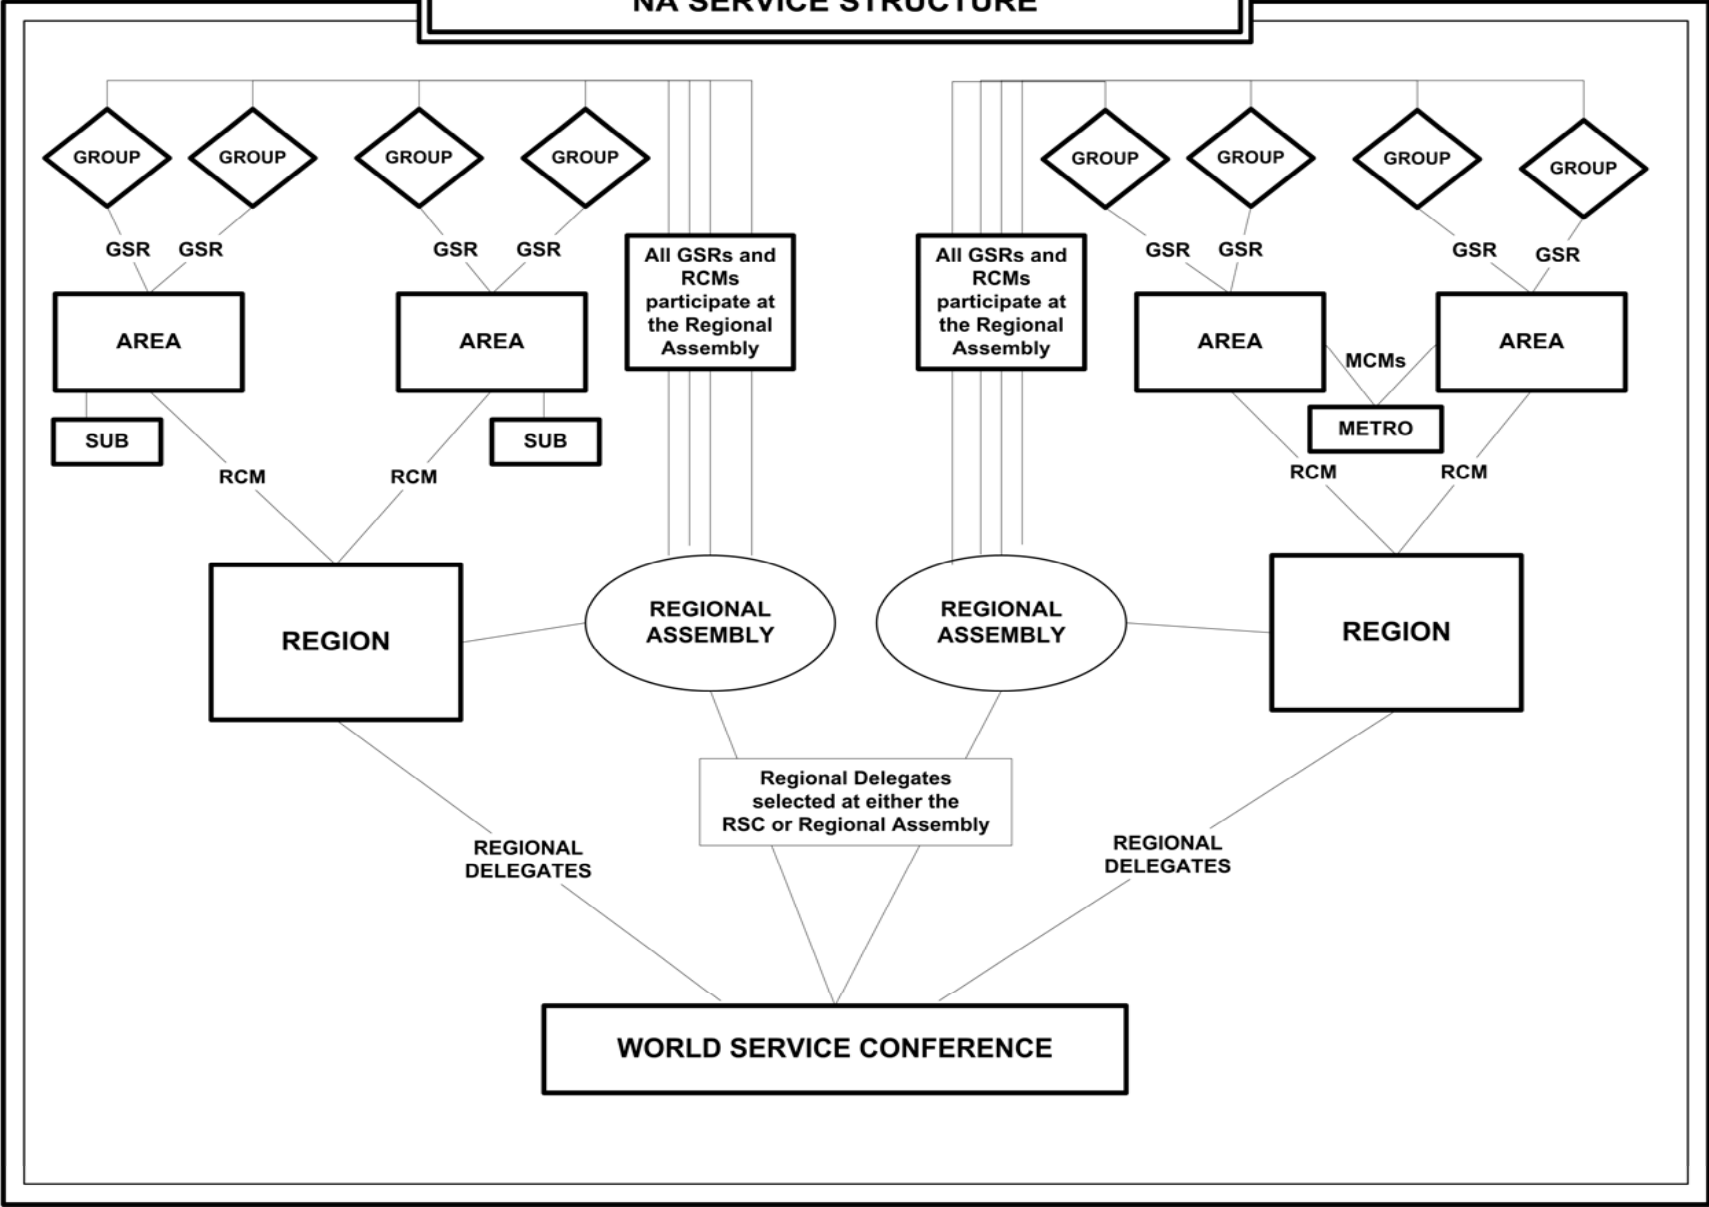 NA SERVICE STRUCTURE
GROUP
GROUP
GROUP
GROUP
GROUP
GROUP
GROUP
GROUP
GSR
GSR
GSR
GSR
All GSRs and
RCMs
participate at
the Regional
Assembly
All GSRs and
RCMs
participate at
the Regional
Assembly
GSR
GSR
GSR
GSR
AREA
AREA
AREA
MCMs
AREA
SUB
SUB
METRO
RCM
RCM
RCM
RCM
REGION
REGIONAL
ASSEMBLY
REGIONAL
ASSEMBLY
REGION
Regional Delegates
selected at either the
RSC or Regional Assembly
REGIONAL
DELEGATES
REGIONAL
DELEGATES
WORLD SERVICE CONFERENCE